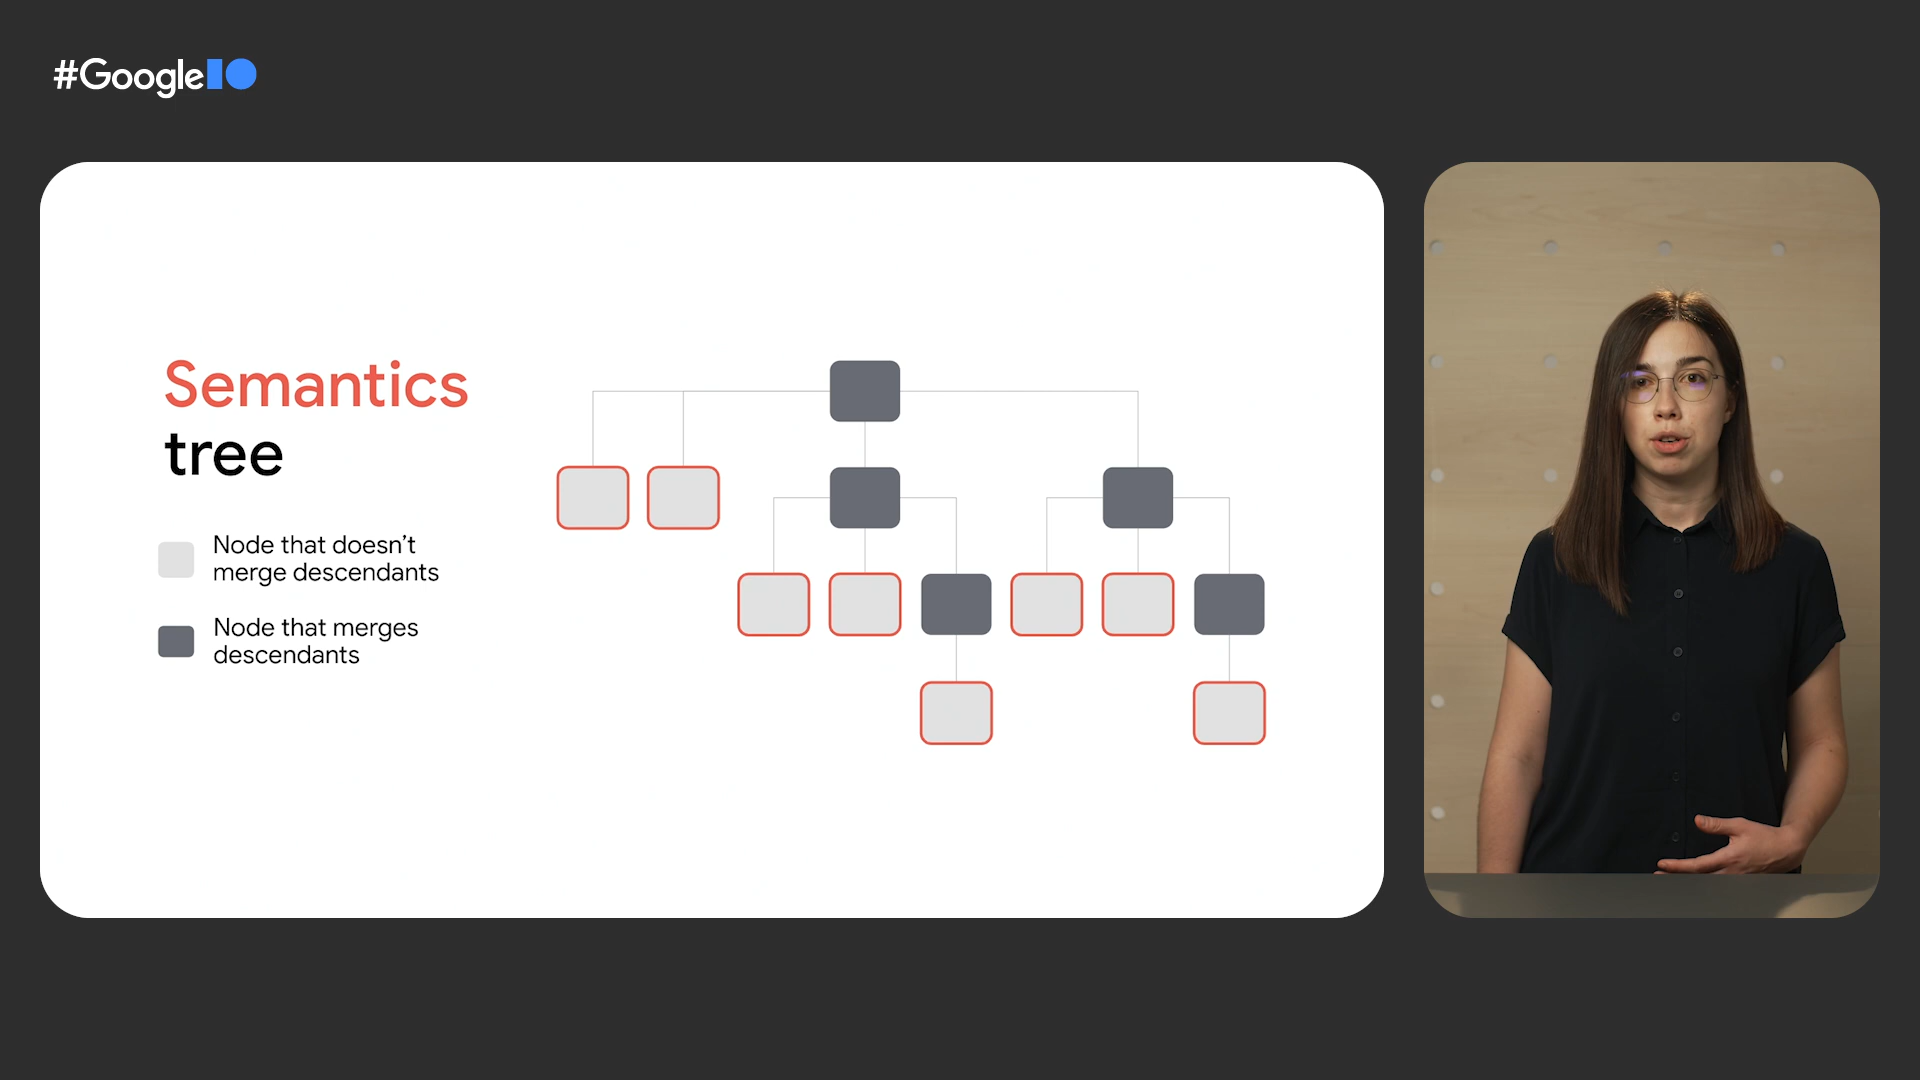 #GoogleIO
Semantics
tree
Node that doesn’t
merge descendants
Node that merges
descendants